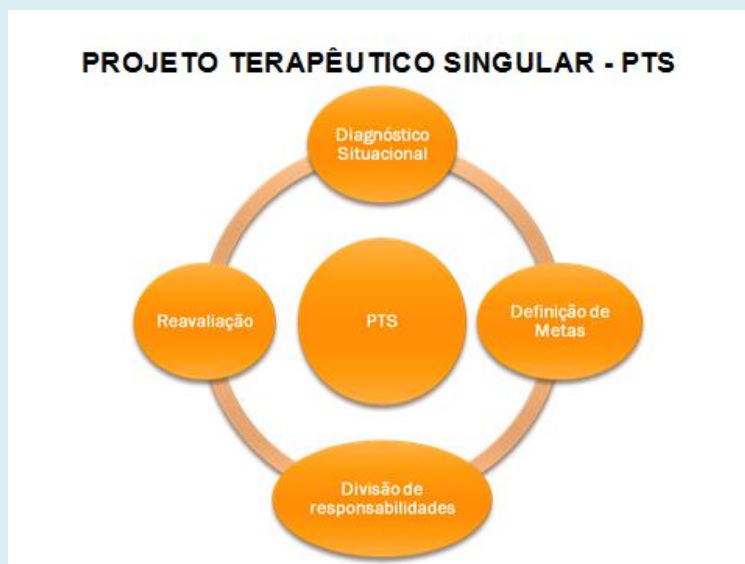 PROJETO TERAPÊUTICO SINGULAR - PTS
Diagnóstico
Situacional
Reavaliação
PTS
Definição de
Metas
Divisão de
responsabilidades